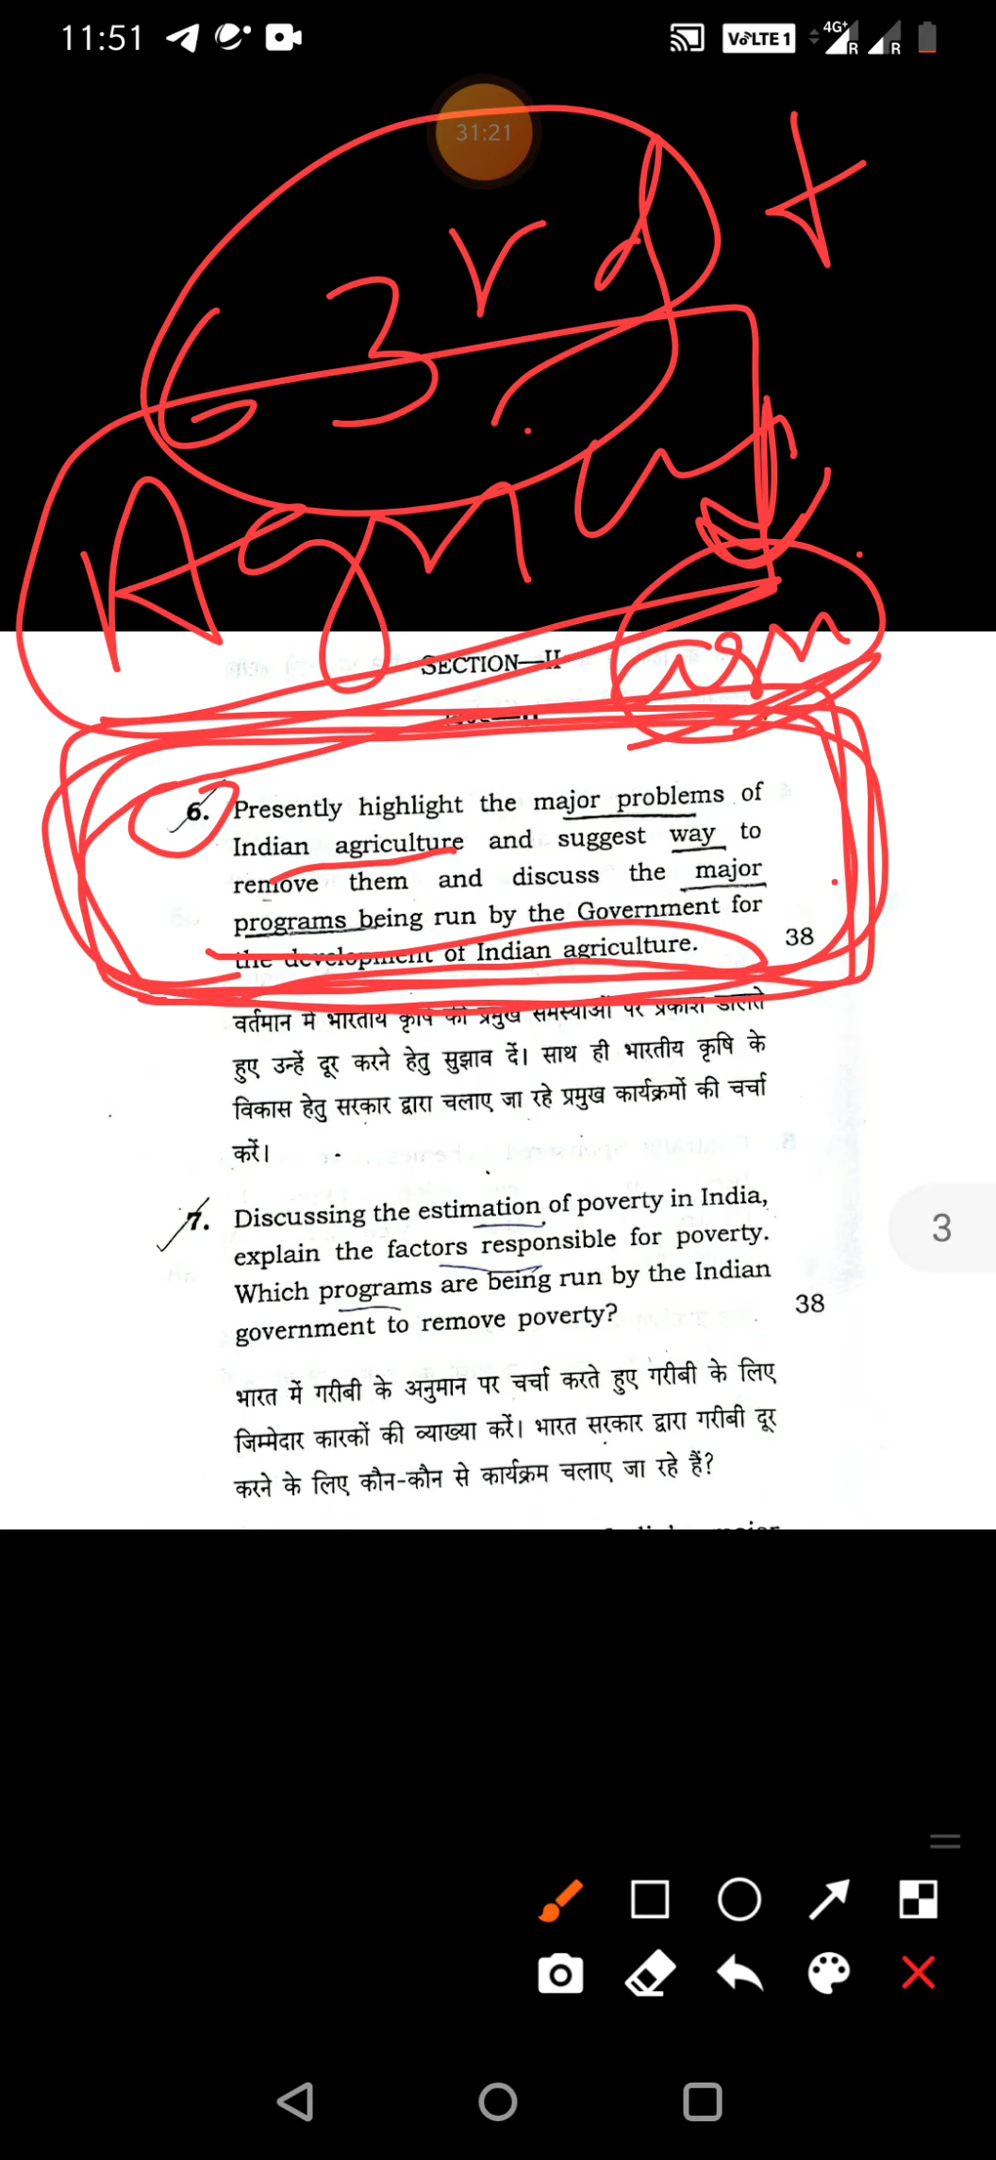 11:51
VoLTE 1
4G+
R
R
31:21
63rd
SECTION—II
6. Presently highlight the major problems of
Indian agriculture and suggest way to
remove them and discuss the major
programs being run by the Government for
the development of Indian agriculture. 38
वर्तमान में भारतीय कृषि की प्रमुख समस्याओं पर प्रकाश डालते
हुए उन्हें दूर करने हेतु सुझाव दें। साथ ही भारतीय कृषि के
विकास हेतु सरकार द्वारा चलाए जा रहे प्रमुख कार्यक्रमों की चर्चा
करें।
7. Discussing the estimation of poverty in India,
explain the factors responsible for poverty.
Which programs are being run by the Indian
government to remove poverty? 38
3
भारत में गरीबी के अनुमान पर चर्चा करते हुए गरीबी के लिए
जिम्मेदार कारकों की व्याख्या करें। भारत सरकार द्वारा गरीबी दूर
करने के लिए कौन-कौन से कार्यक्रम चलाए जा रहे हैं?